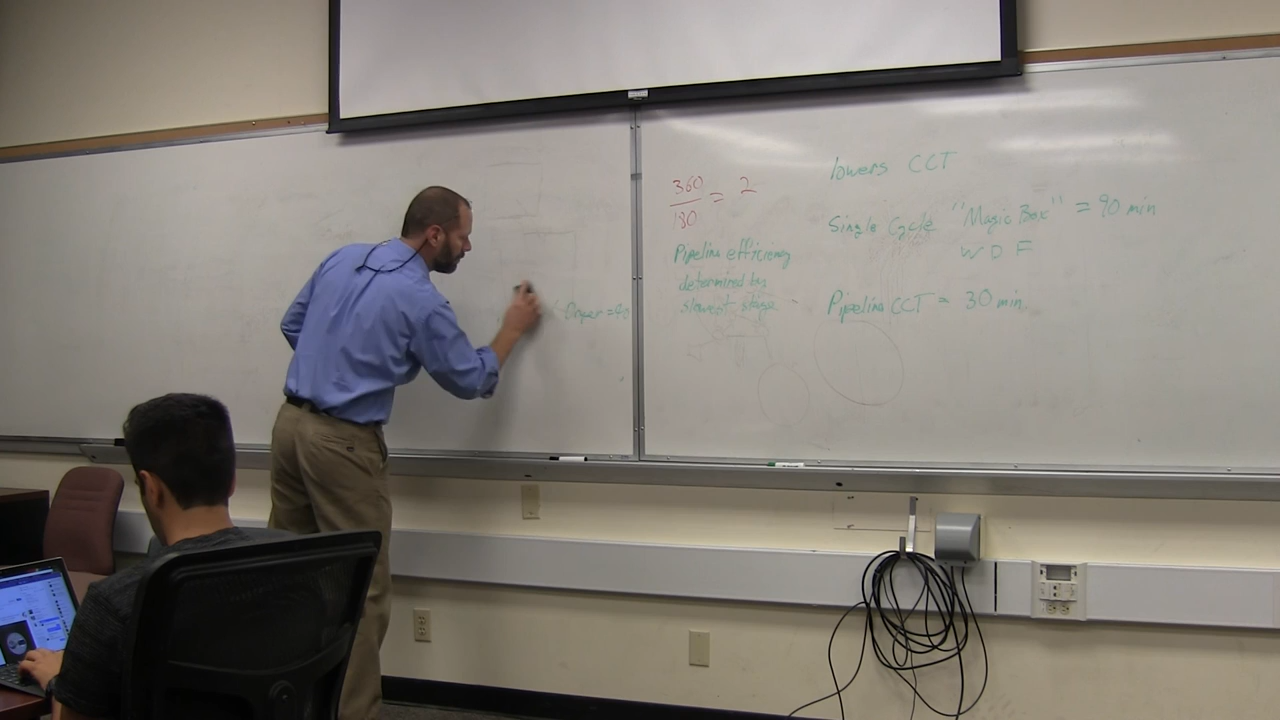 360
180
= 2
Pipeline efficiency
determined by
slowest stage
Dryer = 40
lowers CCT
Single Cycle "Magic Box" = 90 min
W D F
Pipeline CCT = 30 min.